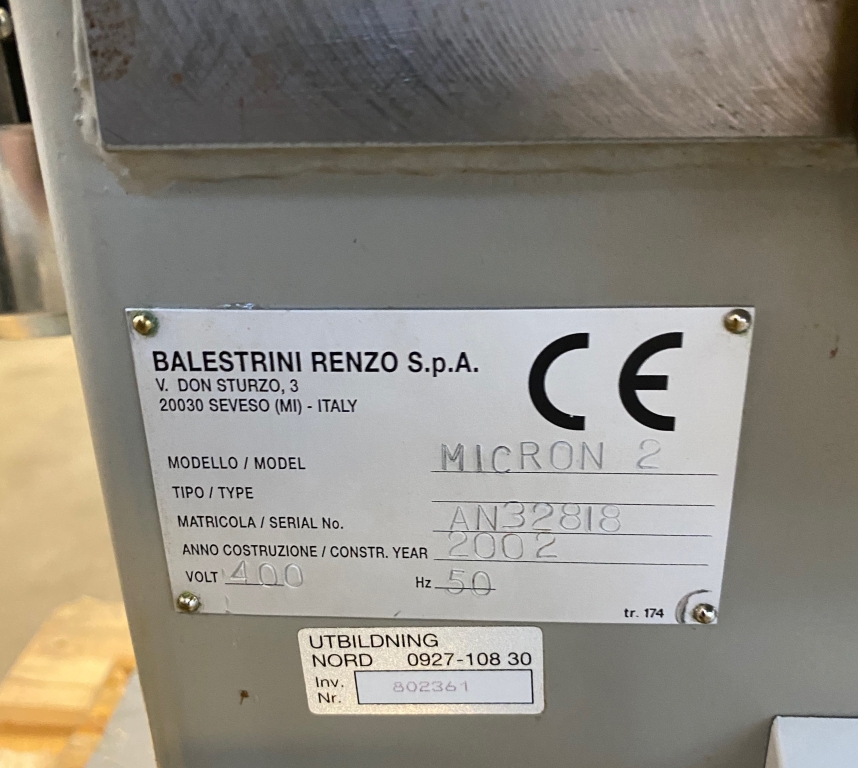 BALESTRINI RENZO S.p.A.
V. DON STURZO, 3
20030 SEVESO (MI) - ITALY
CE
MODELLO / MODEL MICRON 2
TIPO / TYPE
MATRICOLA / SERIAL No. AN32818
ANNO COSTRUZIONE / CONSTR. YEAR 2002
VOLT 400 Hz 50
tr. 174
UTBILDNING
NORD 0927-108 30
Inv. Nr. 802361